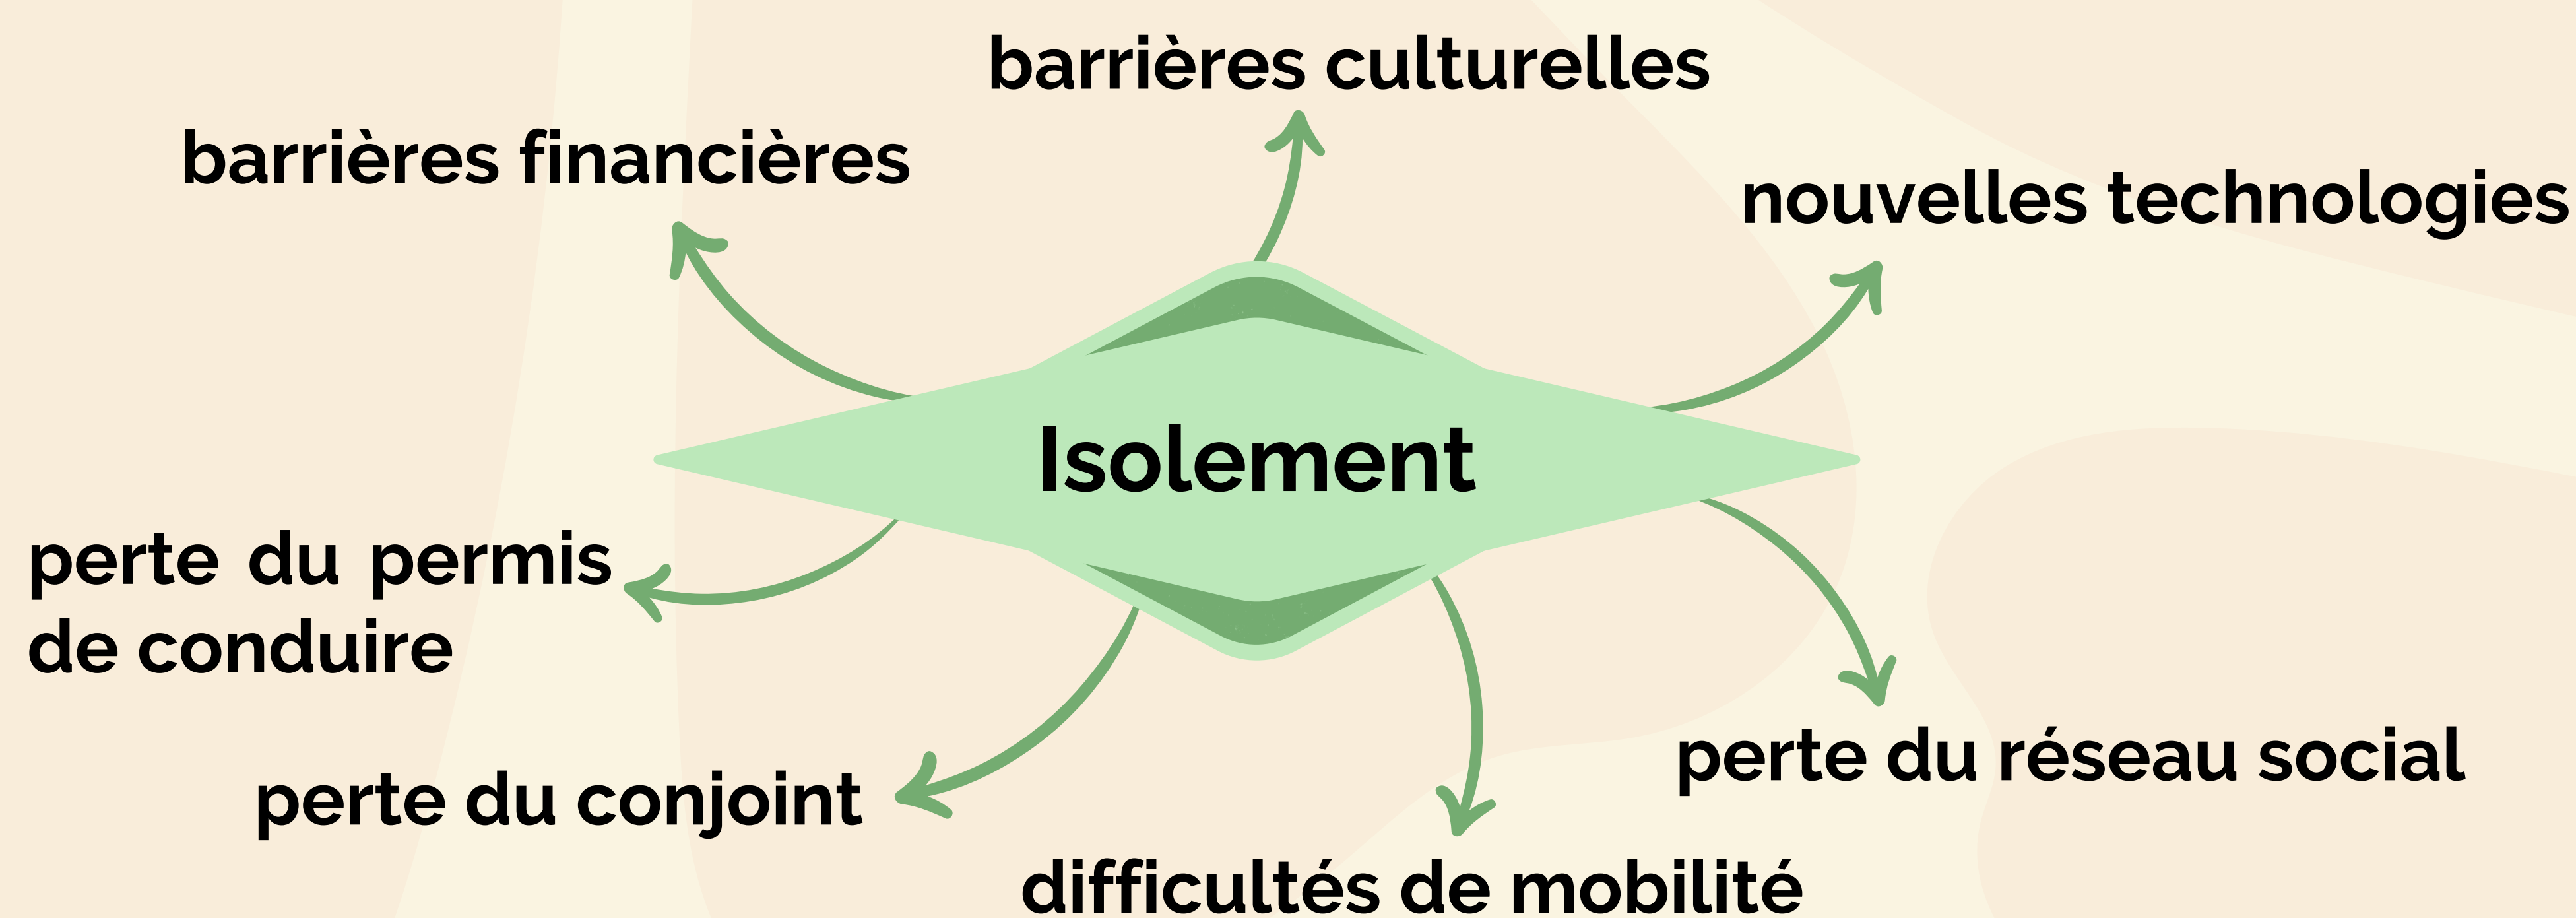 barrières culturelles
barrières financières
nouvelles technologies
Isolement
perte du permis
de conduire
perte du réseau social
perte du conjoint
difficultés de mobilité